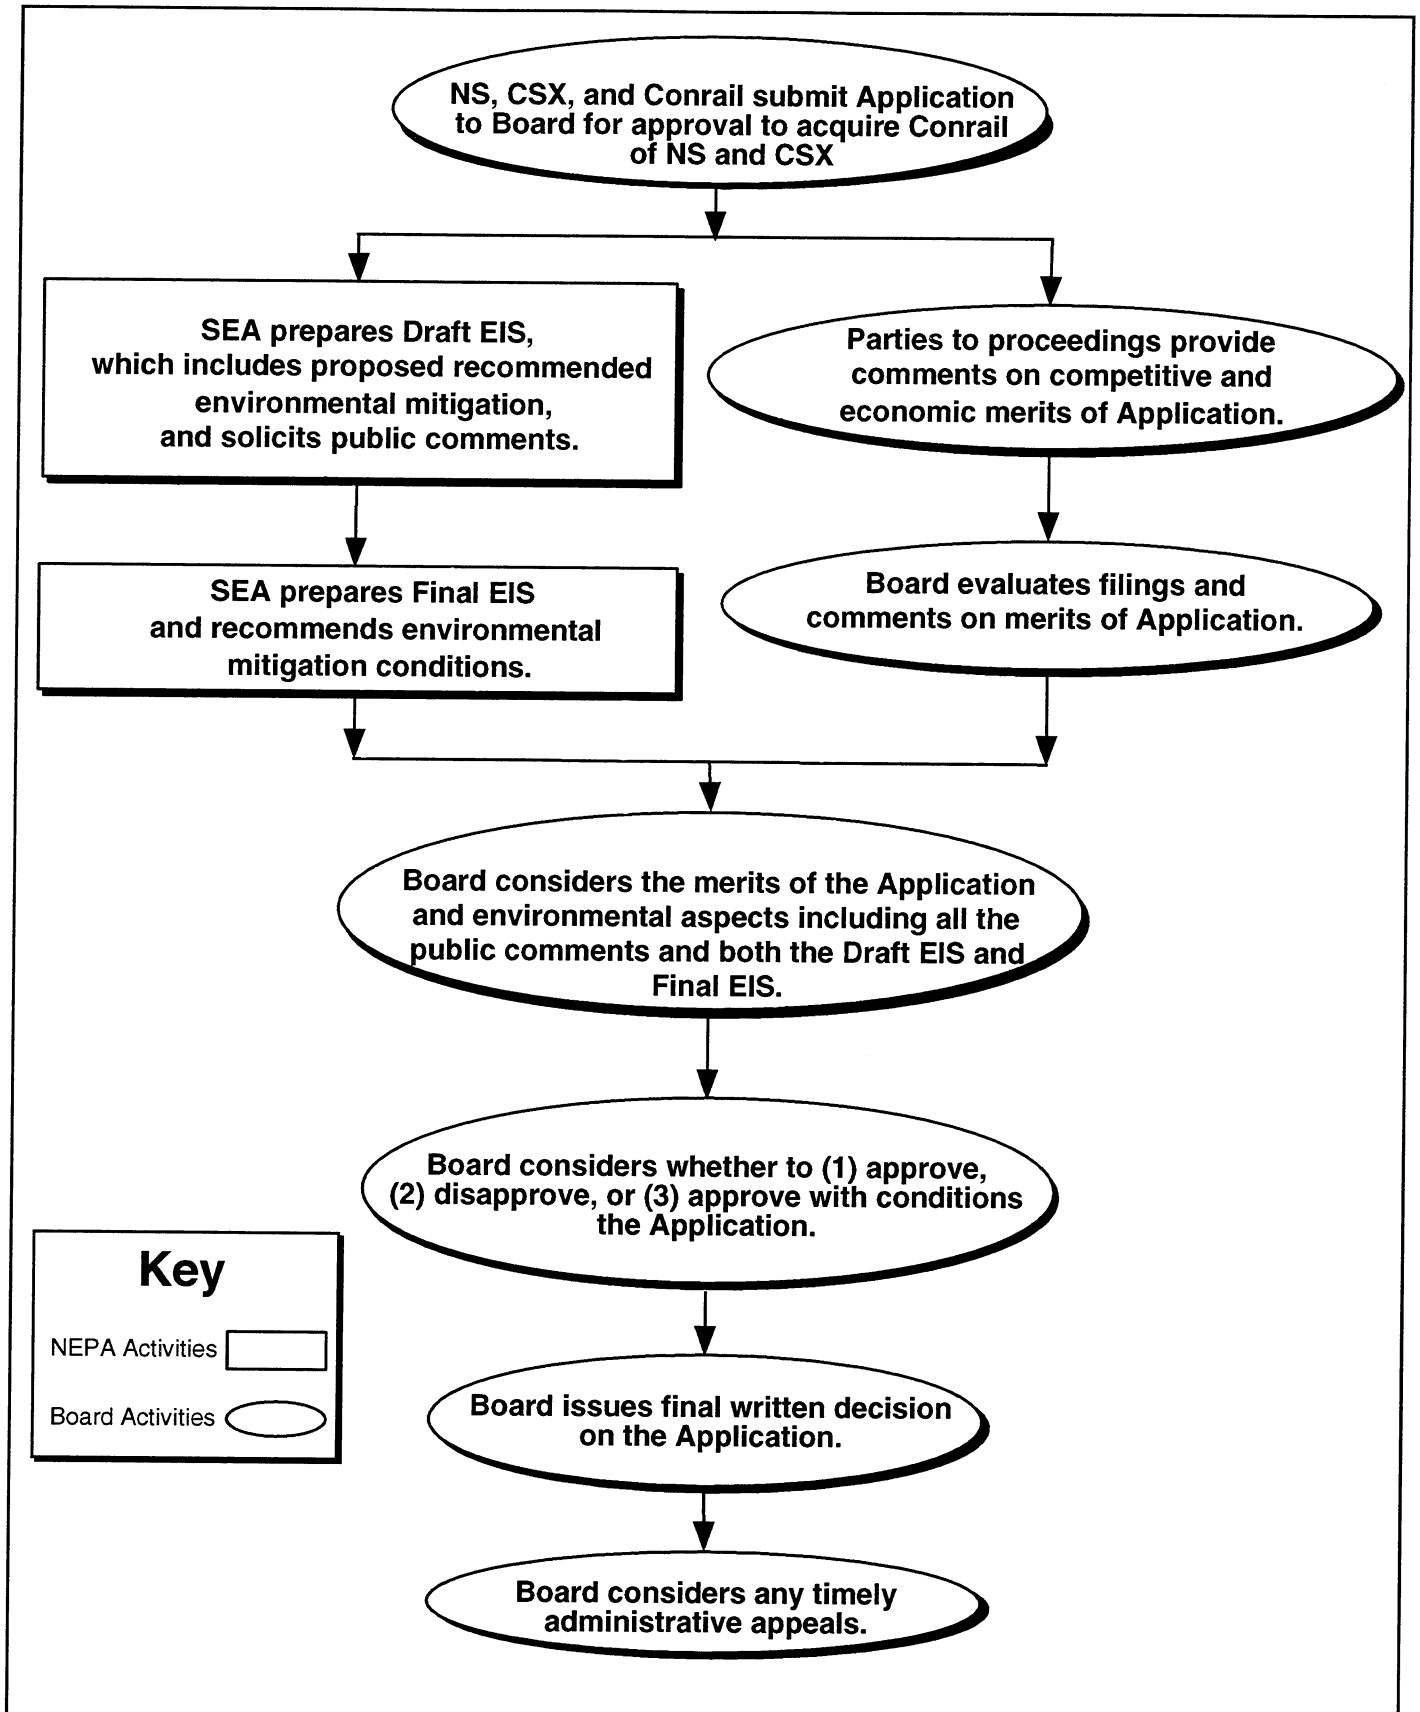 NS, CSX, and Conrail submit Application
to Board for approval to acquire Conrail
of NS and CSX
SEA prepares Draft EIS,
which includes proposed recommended
environmental mitigation,
and solicits public comments.
Parties to proceedings provide
comments on competitive and
economic merits of Application.
SEA prepares Final EIS
and recommends environmental
mitigation conditions.
Board evaluates filings and
comments on merits of Application.
Board considers the merits of the Application
and environmental aspects including all the
public comments and both the Draft EIS and
Final EIS.
Board considers whether to (1) approve,
(2) disapprove, or (3) approve with conditions
the Application.
Key
NEPA Activities
Board Activities
Board issues final written decision
on the Application.
Board considers any timely
administrative appeals.